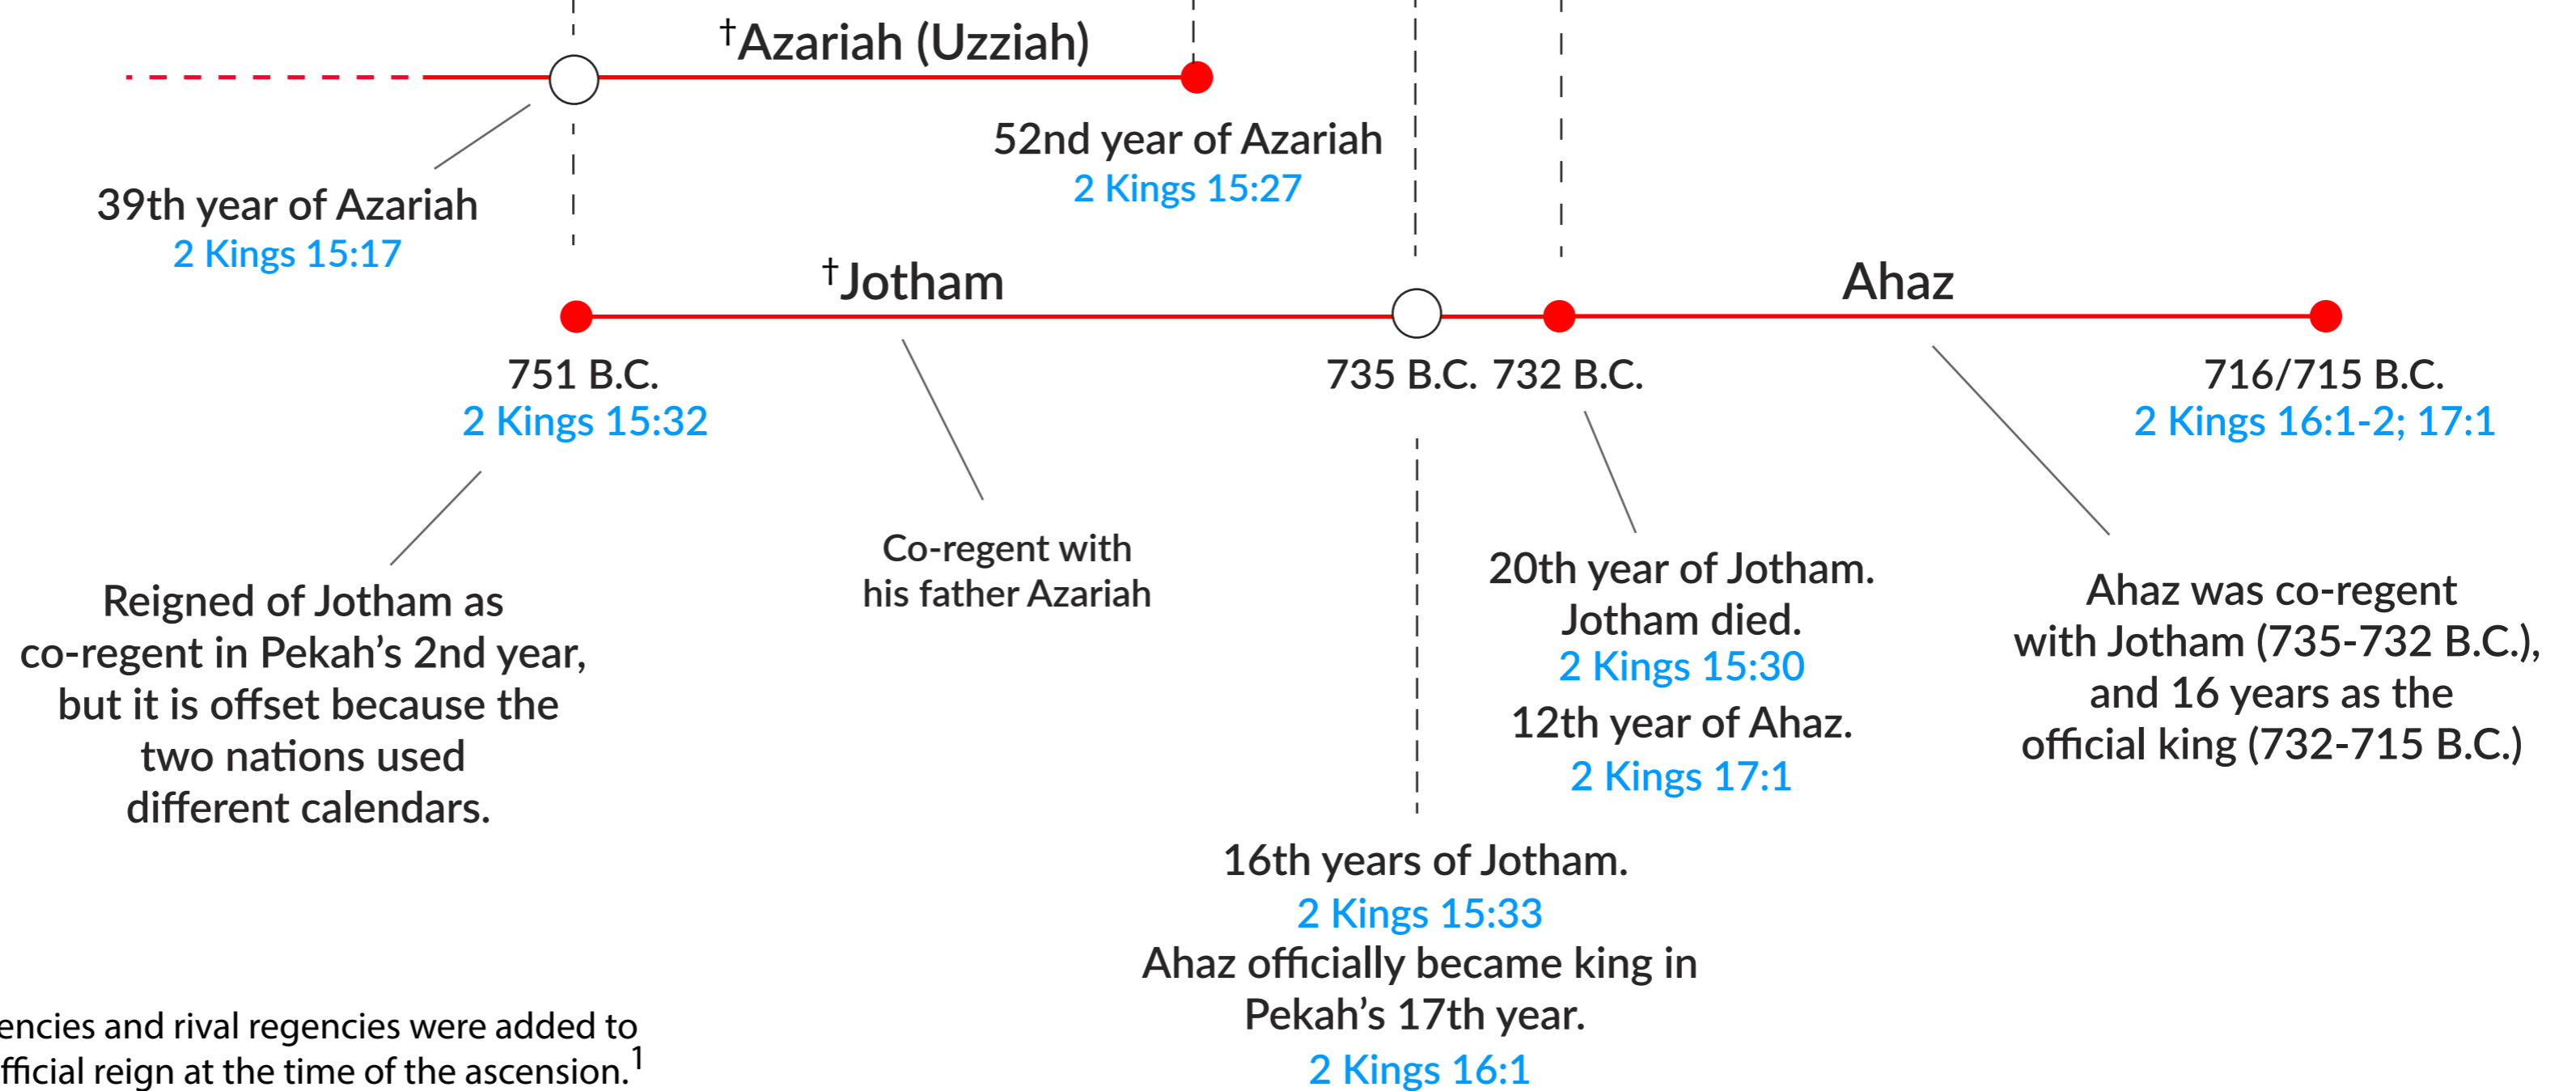 †Azariah (Uzziah)
52nd year of Azariah
2 Kings 15:27
39th year of Azariah
2 Kings 15:17
†Jotham
Ahaz
751 B.C.
2 Kings 15:32
735 B.C.
732 B.C.
716/715 B.C.
2 Kings 16:1-2; 17:1
Reigned of Jotham as
co-regent in Pekah’s 2nd year,
but it is offset because the
two nations used
different calendars.
Co-regent with
his father Azariah
20th year of Jotham.
Jotham died.
2 Kings 15:30
12th year of Ahaz.
2 Kings 17:1
Ahaz was co-regent
with Jotham (735-732 B.C.),
and 16 years as the
official king (732-715 B.C.)
16th years of Jotham.
2 Kings 15:33
Ahaz officially became king in
Pekah’s 17th year.
2 Kings 16:1
and rival regencies were added to
reign at the time of the ascension.1